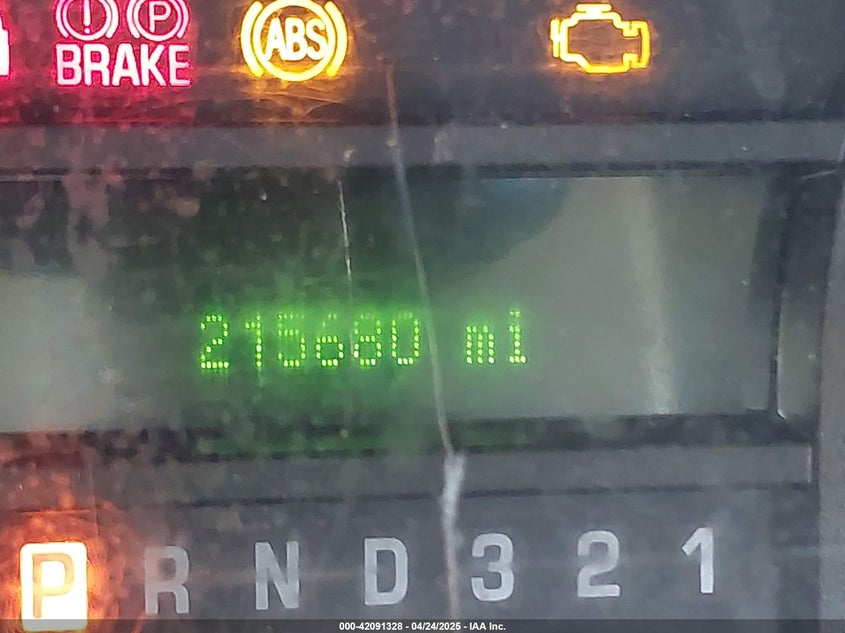 BRAKE
P
ABS
215680 mi
P R N D 3 2 1
000-42091328 - 04/24/2025 - IAA Inc.